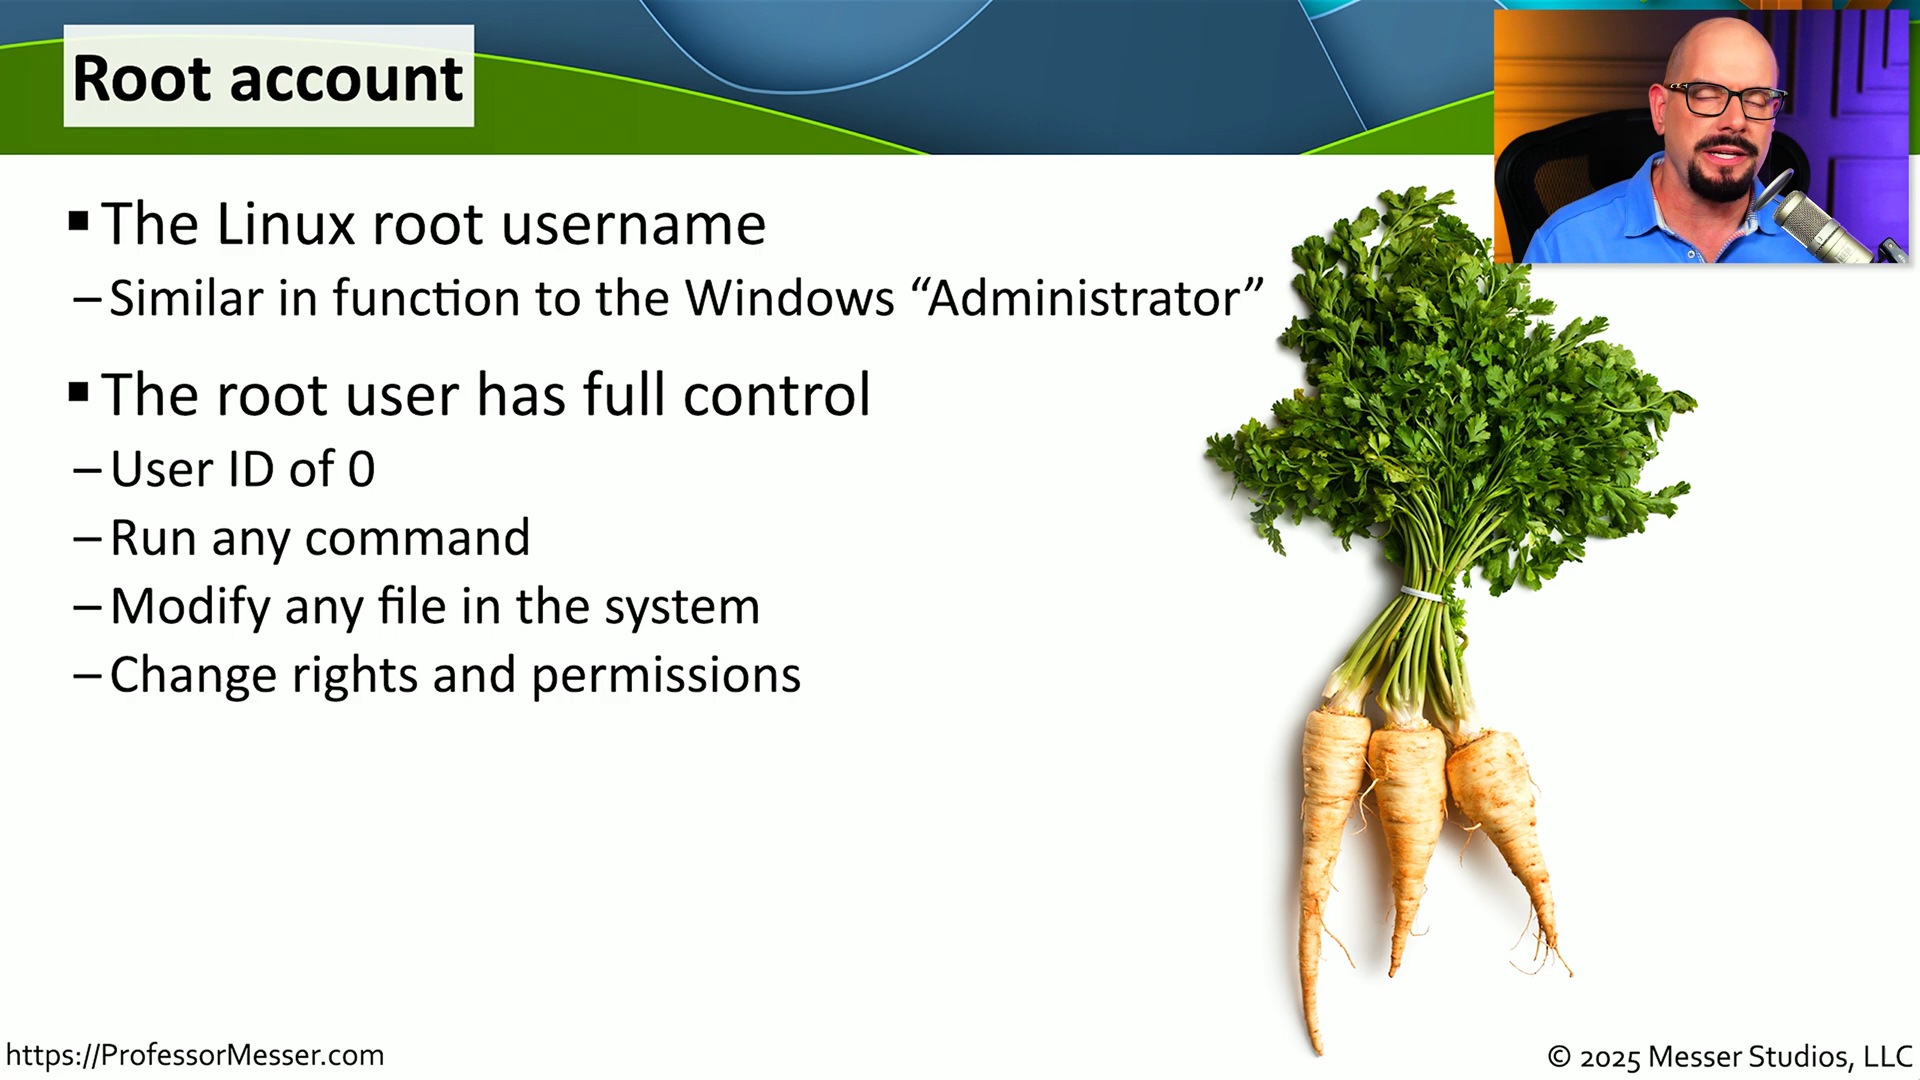 Root account
▪ The Linux root username
– Similar in function to the Windows “Administrator”
▪ The root user has full control
– User ID of 0
– Run any command
– Modify any file in the system
– Change rights and permissions
https://ProfessorMesser.com
© 2025 Messer Studios, LLC